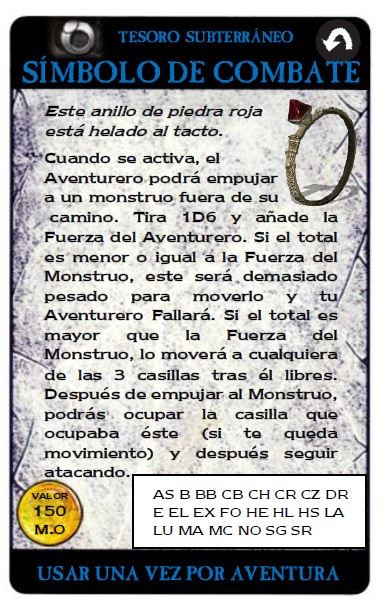 TESORO SUBTERRÁNEO
SÍMBOLO DE COMBATE
Este anillo de piedra roja
está helado al tacto.
Cuando se activa, el
Aventurero podrá empujar
a un monstruo fuera de su
camino. Tira 1D6 y añade la
Fuerza del Aventurero. Si el total
es menor o igual a la Fuerza del
Monstruo, este será demasiado
pesado para moverlo y tu
Aventurero Fallará. Si el total es
mayor que la Fuerza del
Monstruo, lo moverá a cualquiera
de las 3 casillas tras él libres.
Después de empujar al Monstruo,
podrás ocupar la casilla que
ocupaba éste (si te queda
movimiento) y después seguir
atacando.
VALOR
150
M.O
AS B BB CB CH CR CZ DR
E EL EX FO HE HL HS LA
LU MA MC NO SG SR
USAR UNA VEZ POR AVENTURA